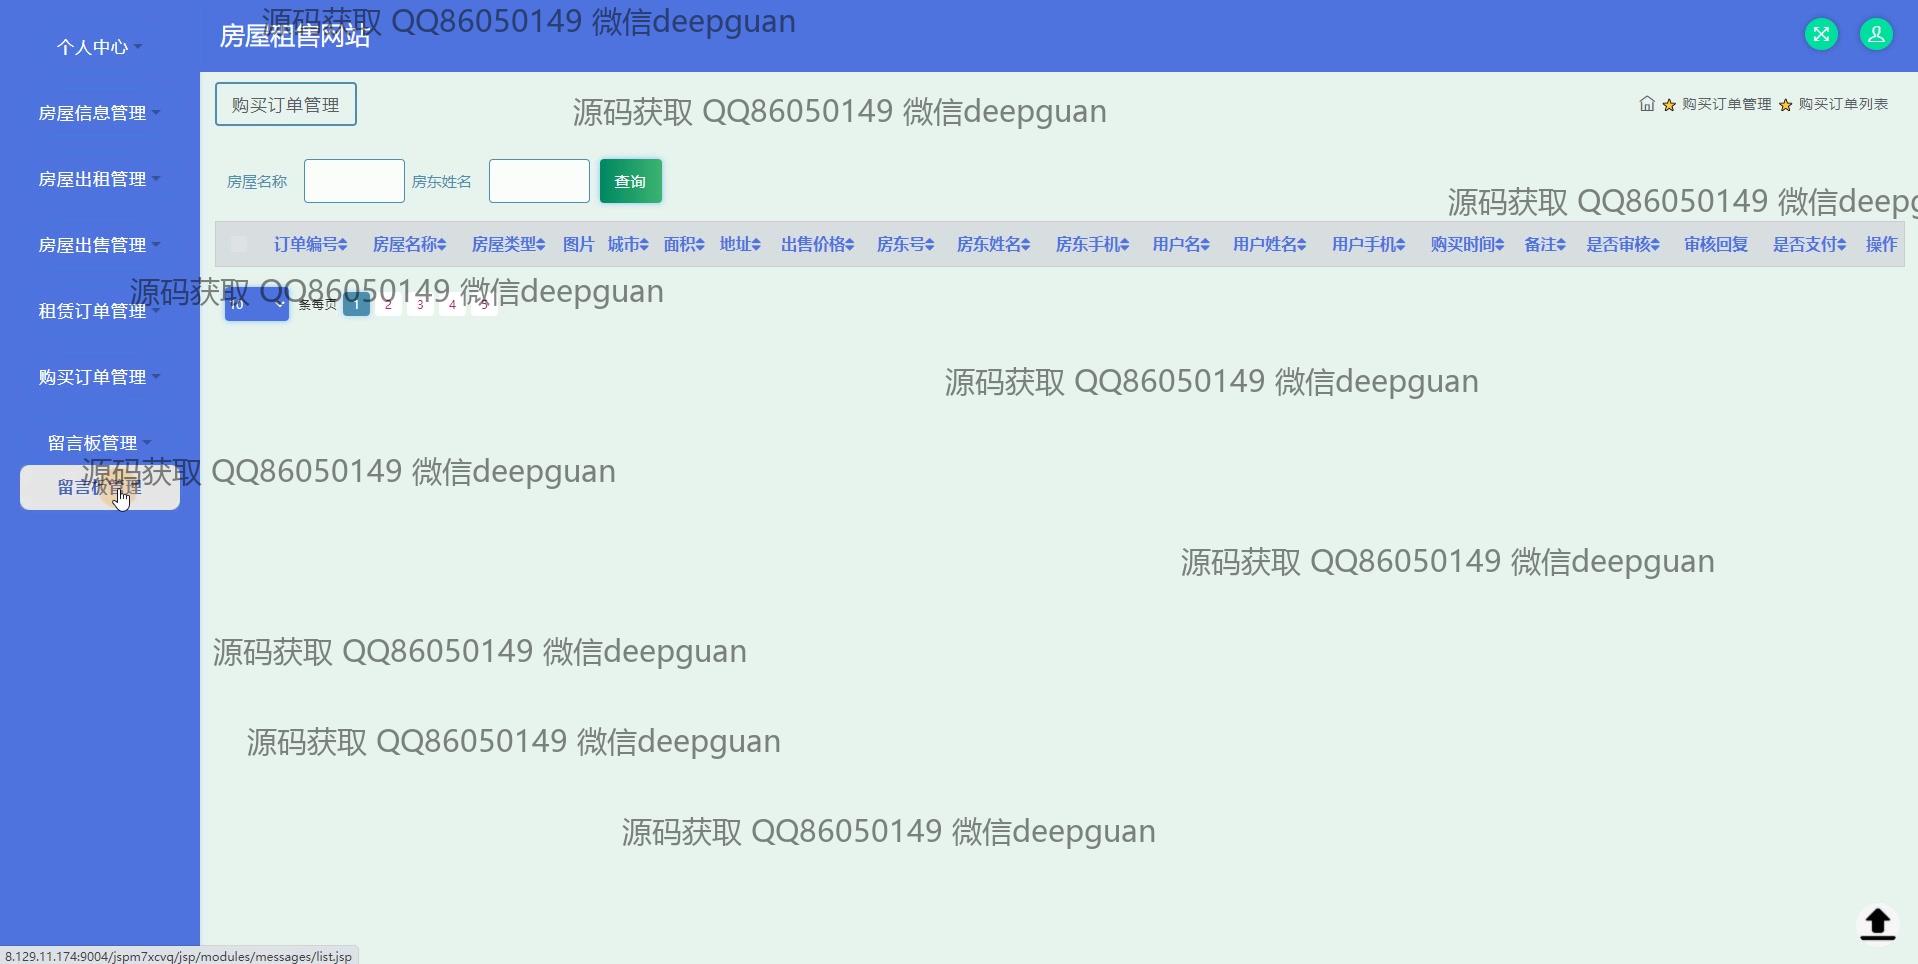 源码获取 QQ86050149 微信deepguan
房屋租售网站
个人中心
房屋信息管理
房屋出租管理
房屋出售管理
租赁订单管理
购买订单管理
留言板管理
留言板管理
购买订单管理
源码获取 QQ86050149 微信deepguan
购买订单管理 购买订单列表
房屋名称 房东姓名 查询
源码获取 QQ86050149 微信deepg
订单编号 房屋名称 房屋类型 图片 城市 面积 地址 出售价格 房东号 房东姓名 房东手机 用户名 用户姓名 用户手机 购买时间 备注 是否审核 审核回复 是否支付 操作
源码获取 QQ86050149 微信deepguan
10 条每页 1 2 3 4 5
源码获取 QQ86050149 微信deepguan
源码获取 QQ86050149 微信deepguan
源码获取 QQ86050149 微信deepguan
源码获取 QQ86050149 微信deepguan
源码获取 QQ86050149 微信deepguan
源码获取 QQ86050149 微信deepguan
8.129.11.174:9004/jspm7xcvq/jsp/modules/messages/list.jsp